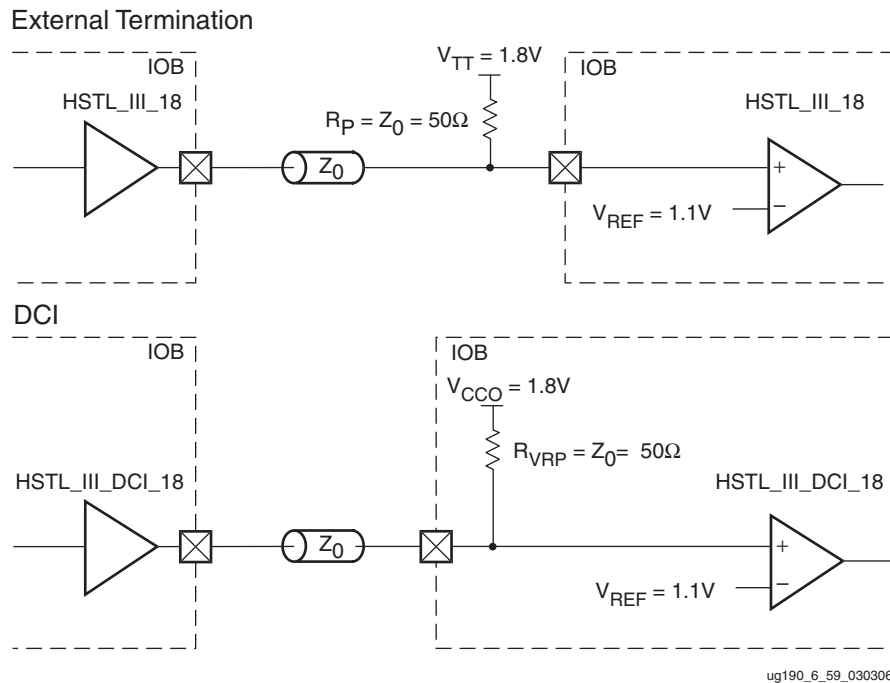 External Termination
IOB
HSTL_III_18
V_TT = 1.8V
R_P = Z_0 = 50Ω
Z_0
IOB
HSTL_III_18
+
−
V_REF = 1.1V
DCI
IOB
HSTL_III_DCI_18
Z_0
IOB
V_CCO = 1.8V
R_VRP = Z_0= 50Ω
HSTL_III_DCI_18
+
−
V_REF = 1.1V
ug190_6_59_030306